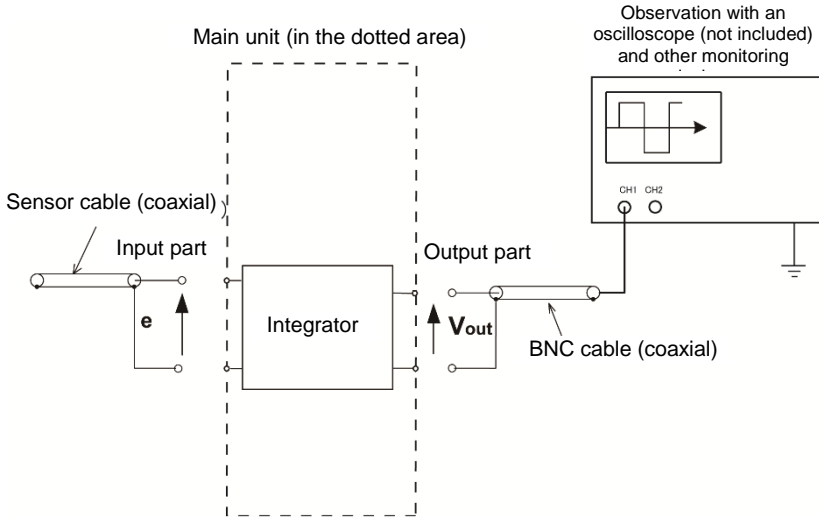 Observation with an
oscilloscope (not included)
and other monitoring
Main unit (in the dotted area)
CH1 CH2
Sensor cable (coaxial)
Input part
Output part
e
Integrator
Vout
BNC cable (coaxial)